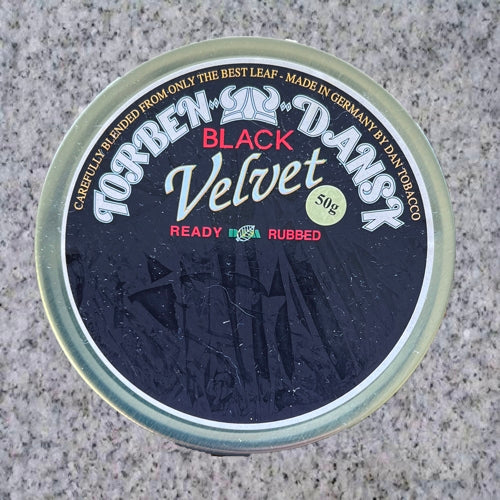 CAREFULLY BLENDED FROM ONLY THE BEST LEAF - MADE IN GERMANY BY DAN TOBACCO
TORBEN DANSK
BLACK
Velvet
50g
READY RUBBED